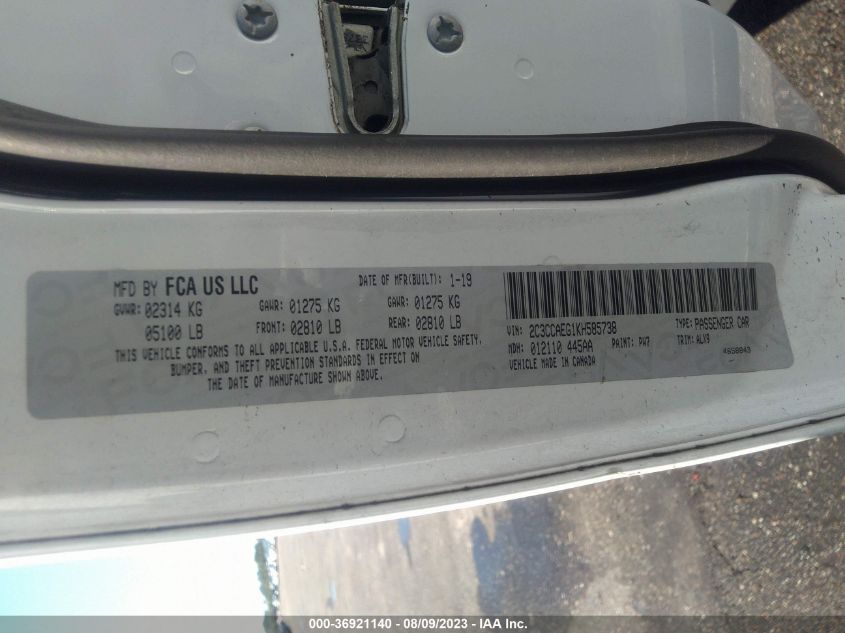 MFD BY FCA US LLC DATE OF MFR(BUILT): 1-19
GVWR: 02314 KG GAWR: 01275 KG GAWR: 01275 KG
05100 LB FRONT: 02810 LB REAR: 02810 LB
THIS VEHICLE CONFORMS TO ALL APPLICABLE U.S.A. FEDERAL MOTOR VEHICLE SAFETY,
BUMPER, AND THEFT PREVENTION STANDARDS IN EFFECT ON
THE DATE OF MANUFACTURE SHOWN ABOVE.
VIN: 2C3CCAEG1KH585738 TYPE: PASSENGER CAR
MDH: 012110 445AA PAINT: PW7 TRIM: ALX9
VEHICLE MADE IN CANADA 4658843
000-36921140 - 08/09/2023 - IAA Inc.